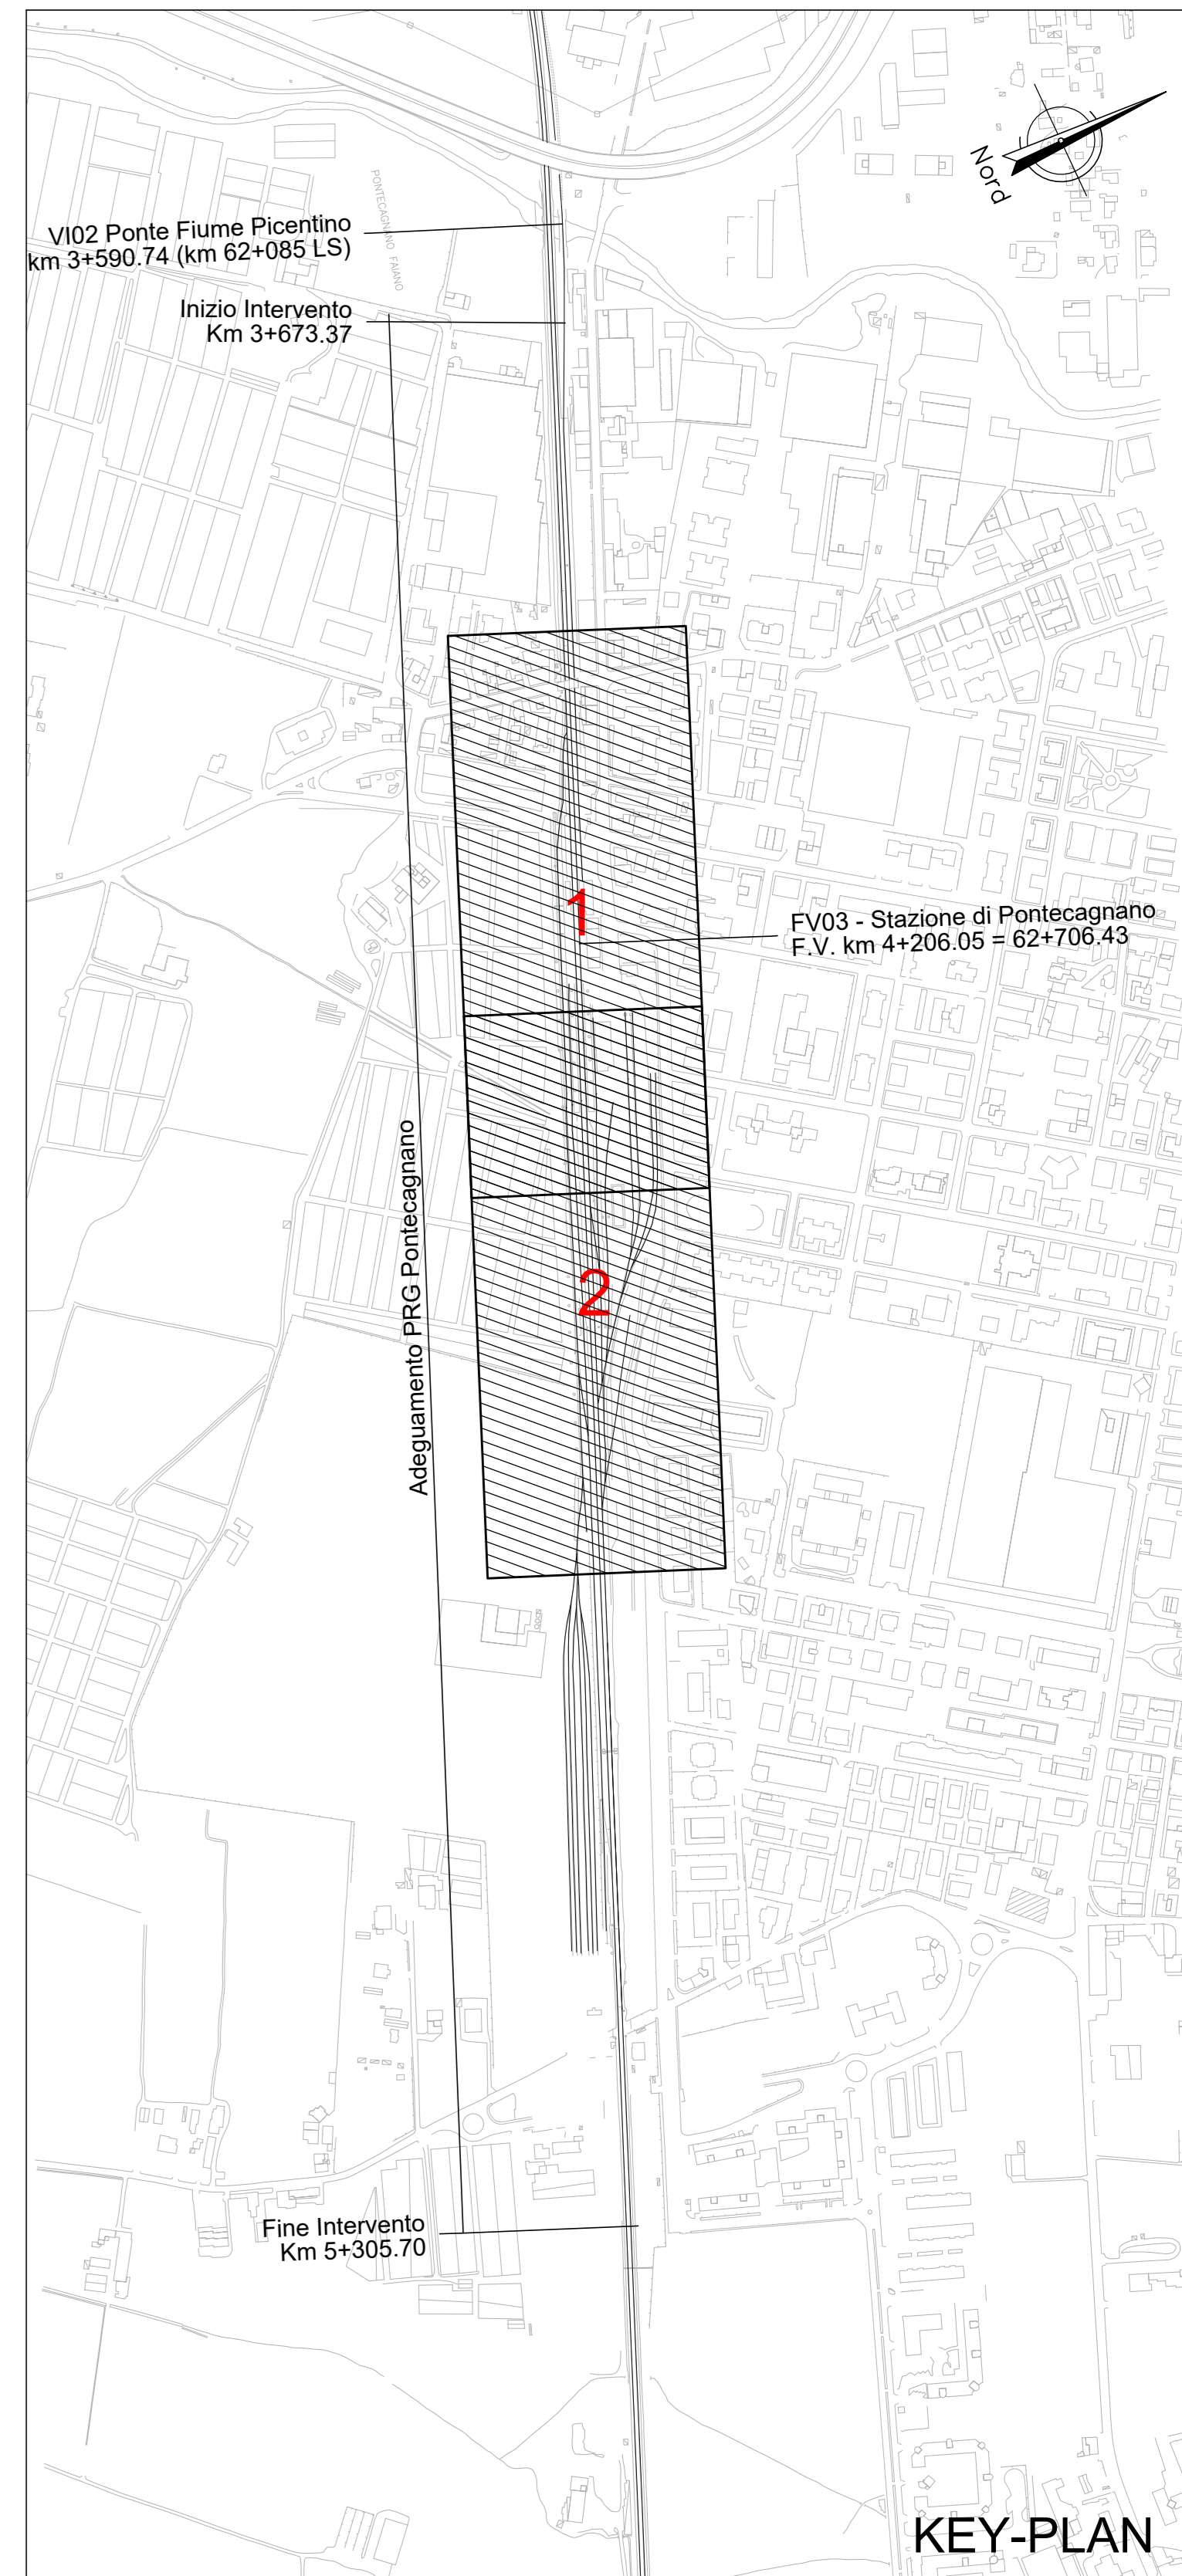 Nord
PONTECAGNANO FAIANO
VI02 Ponte Fiume Picentino
km 3+590.74 (km 62+085 LS)
Inizio Intervento
Km 3+673.37
1
FV03 - Stazione di Pontecagnano
F.V. km 4+206.05 = 62+706.43
Adeguamento PRG Pontecagnano
2
Fine Intervento
Km 5+305.70
KEY-PLAN